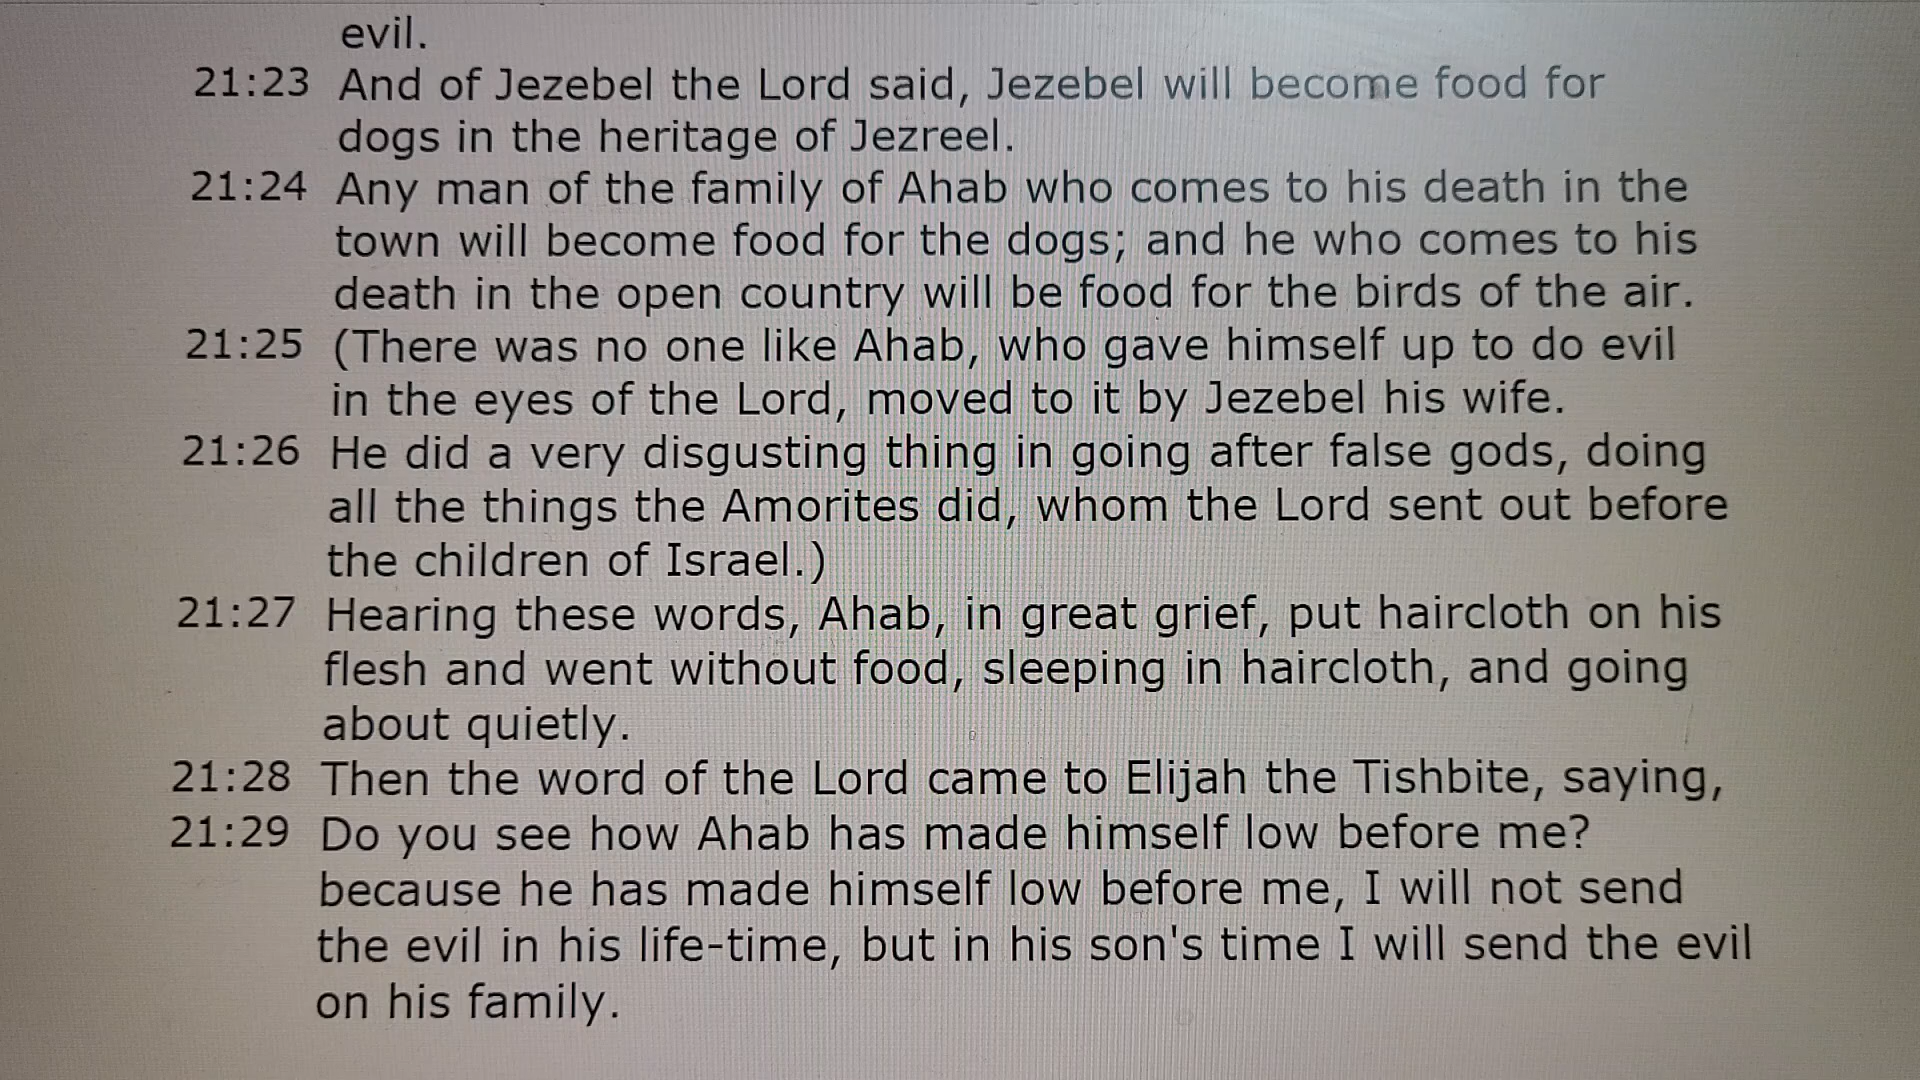 evil.
21:23 And of Jezebel the Lord said, Jezebel will become food for
dogs in the heritage of Jezreel.
21:24 Any man of the family of Ahab who comes to his death in the
town will become food for the dogs; and he who comes to his
death in the open country will be food for the birds of the air.
21:25 (There was no one like Ahab, who gave himself up to do evil
in the eyes of the Lord, moved to it by Jezebel his wife.
21:26 He did a very disgusting thing in going after false gods, doing
all the things the Amorites did, whom the Lord sent out before
the children of Israel.)
21:27 Hearing these words, Ahab, in great grief, put haircloth on his
flesh and went without food, sleeping in haircloth, and going
about quietly.
21:28 Then the word of the Lord came to Elijah the Tishbite, saying,
21:29 Do you see how Ahab has made himself low before me?
because he has made himself low before me, I will not send
the evil in his life-time, but in his son's time I will send the evil
on his family.